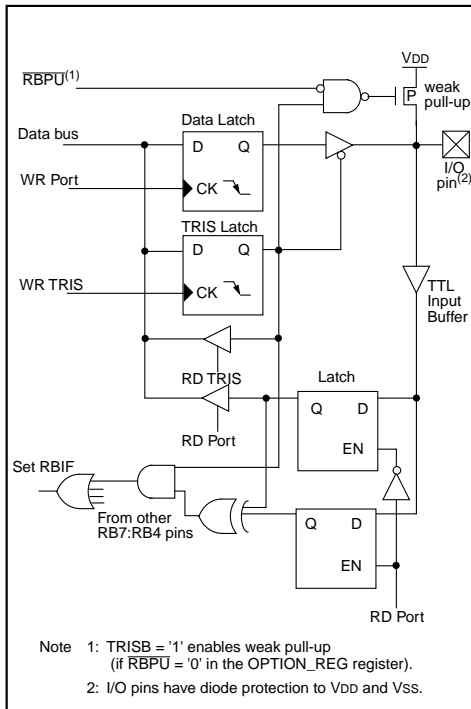 VDD
RBPU(1)
P
weak
pull-up
Data bus
Data Latch
D Q
WR Port
CK
I/O
pin(2)
TRIS Latch
D Q
WR TRIS
CK
TTL
Input
Buffer
RD TRIS
Latch
Q D
RD Port
EN
Set RBIF
From other
RB7:RB4 pins
Q D
EN
RD Port
Note 1: TRISB = '1' enables weak pull-up
(if RBPU = '0' in the OPTION_REG register).
2: I/O pins have diode protection to VDD and VSS.